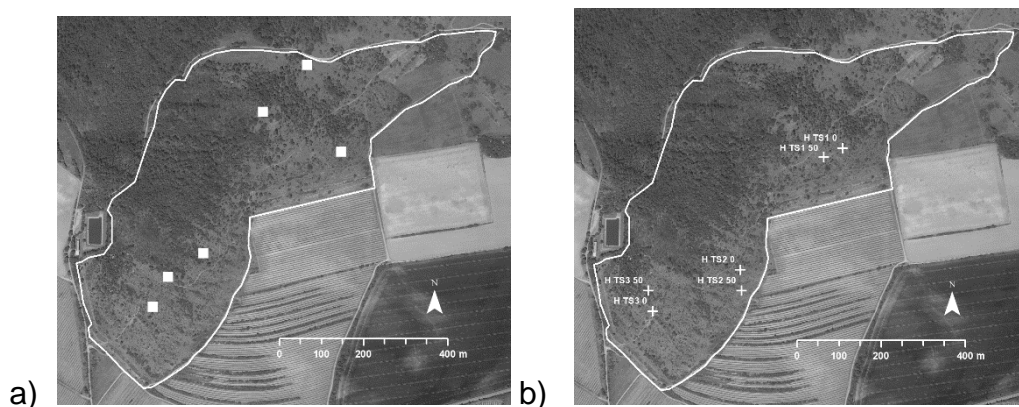 N
0 100 200 400 m
a)
H TS1 0
H TS1 50
H TS2 0
H TS3 50 H TS2 50
H TS3 0
N
0 100 200 400 m
b)